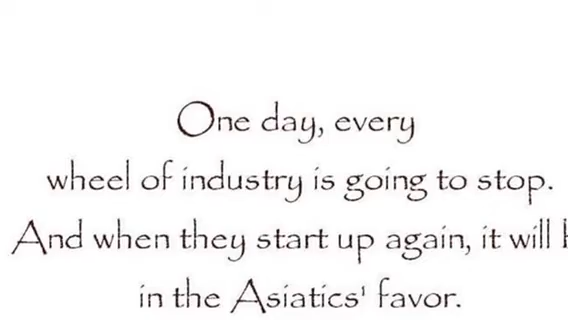 One day, every
wheel of industry is going to stop.
And when they start up again, it will
in the Asiatics' favor.